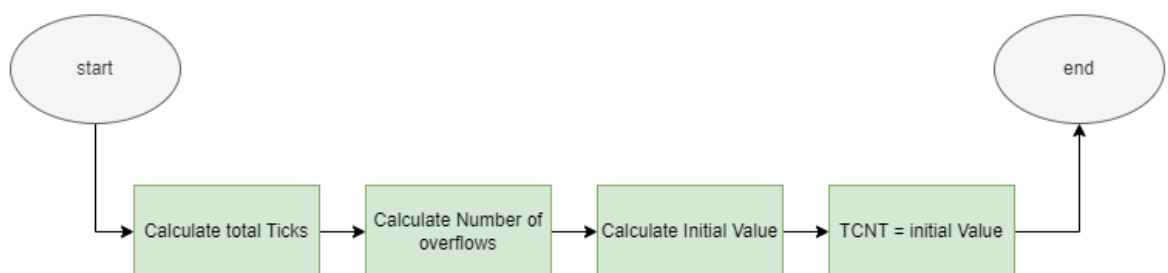 start
end
Calculate total Ticks
Calculate Number of
overflows
Calculate Initial Value
TCNT = initial Value